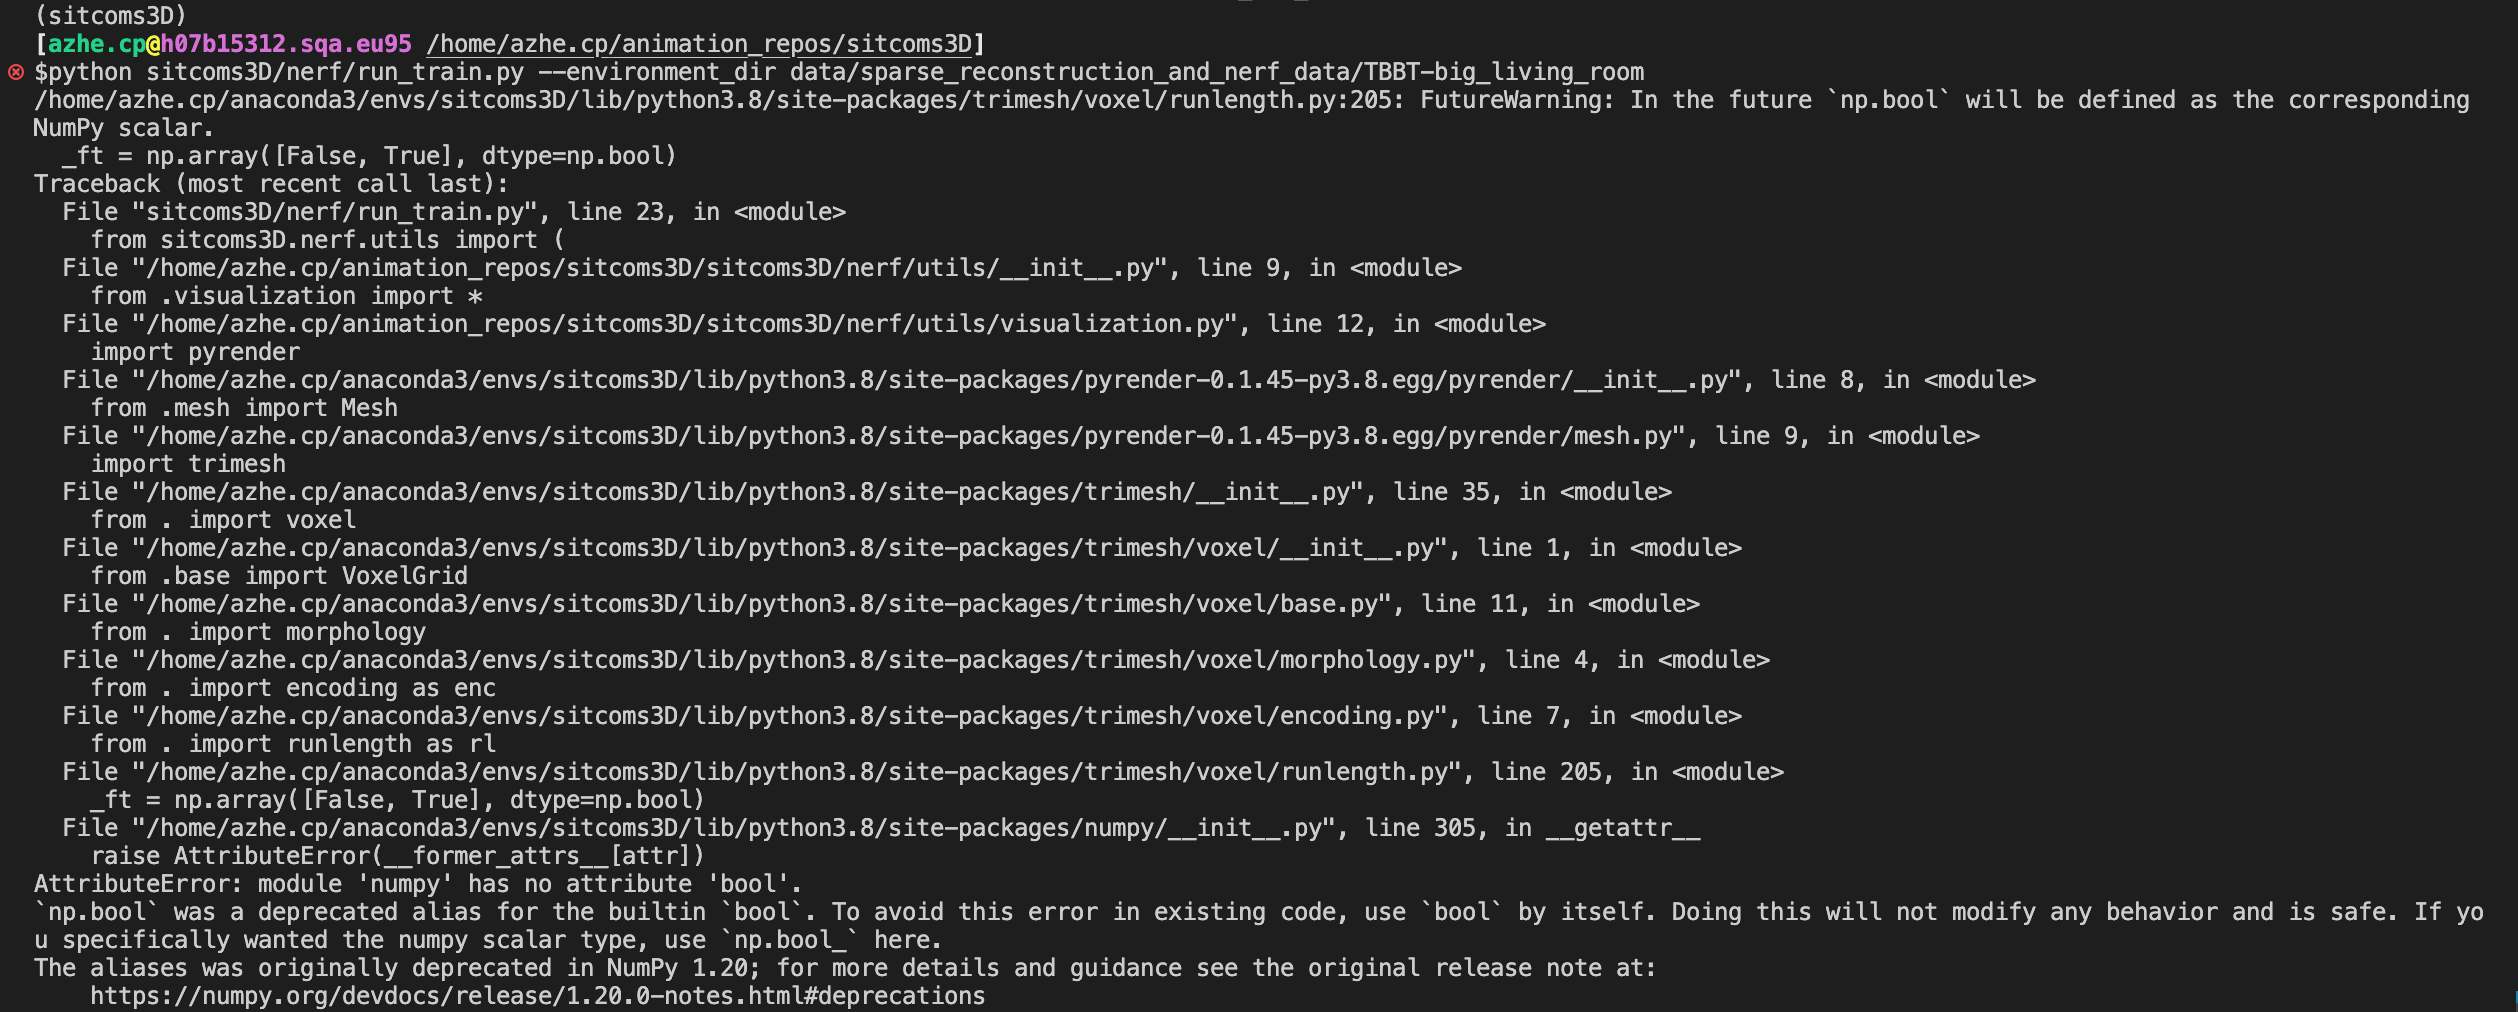 (sitcoms3D)
[azhe.cp@h07b15312.sqa.eu95 /home/azhe.cp/animation_repos/sitcoms3D]
$python sitcoms3D/nerf/run_train.py --environment_dir data/sparse_reconstruction_and_nerf_data/TBBT-big_living_room
/home/azhe.cp/anaconda3/envs/sitcoms3D/lib/python3.8/site-packages/trimesh/voxel/runlength.py:205: FutureWarning: In the future `np.bool` will be defined as the corresponding
NumPy scalar.
  _ft = np.array([False, True], dtype=np.bool)
Traceback (most recent call last):
  File "sitcoms3D/nerf/run_train.py", line 23, in <module>
    from sitcoms3D.nerf.utils import (
  File "/home/azhe.cp/animation_repos/sitcoms3D/sitcoms3D/nerf/utils/__init__.py", line 9, in <module>
    from .visualization import *
  File "/home/azhe.cp/animation_repos/sitcoms3D/sitcoms3D/nerf/utils/visualization.py", line 12, in <module>
    import pyrender
  File "/home/azhe.cp/anaconda3/envs/sitcoms3D/lib/python3.8/site-packages/pyrender-0.1.45-py3.8.egg/pyrender/__init__.py", line 8, in <module>
    from .mesh import Mesh
  File "/home/azhe.cp/anaconda3/envs/sitcoms3D/lib/python3.8/site-packages/pyrender-0.1.45-py3.8.egg/pyrender/mesh.py", line 9, in <module>
    import trimesh
  File "/home/azhe.cp/anaconda3/envs/sitcoms3D/lib/python3.8/site-packages/trimesh/__init__.py", line 35, in <module>
    from . import voxel
  File "/home/azhe.cp/anaconda3/envs/sitcoms3D/lib/python3.8/site-packages/trimesh/voxel/__init__.py", line 1, in <module>
    from .base import VoxelGrid
  File "/home/azhe.cp/anaconda3/envs/sitcoms3D/lib/python3.8/site-packages/trimesh/voxel/base.py", line 11, in <module>
    from . import morphology
  File "/home/azhe.cp/anaconda3/envs/sitcoms3D/lib/python3.8/site-packages/trimesh/voxel/morphology.py", line 4, in <module>
    from . import encoding as enc
  File "/home/azhe.cp/anaconda3/envs/sitcoms3D/lib/python3.8/site-packages/trimesh/voxel/encoding.py", line 7, in <module>
    from . import runlength as rl
  File "/home/azhe.cp/anaconda3/envs/sitcoms3D/lib/python3.8/site-packages/trimesh/voxel/runlength.py", line 205, in <module>
    _ft = np.array([False, True], dtype=np.bool)
  File "/home/azhe.cp/anaconda3/envs/sitcoms3D/lib/python3.8/site-packages/numpy/__init__.py", line 305, in __getattr__
    raise AttributeError(__former_attrs__[attr])
AttributeError: module 'numpy' has no attribute 'bool'.
`np.bool` was a deprecated alias for the builtin `bool`. To avoid this error in existing code, use `bool` by itself. Doing this will not modify any behavior and is safe. If yo
u specifically wanted the numpy scalar type, use `np.bool_` here.
The aliases was originally deprecated in NumPy 1.20; for more details and guidance see the original release note at:
    https://numpy.org/devdocs/release/1.20.0-notes.html#deprecations